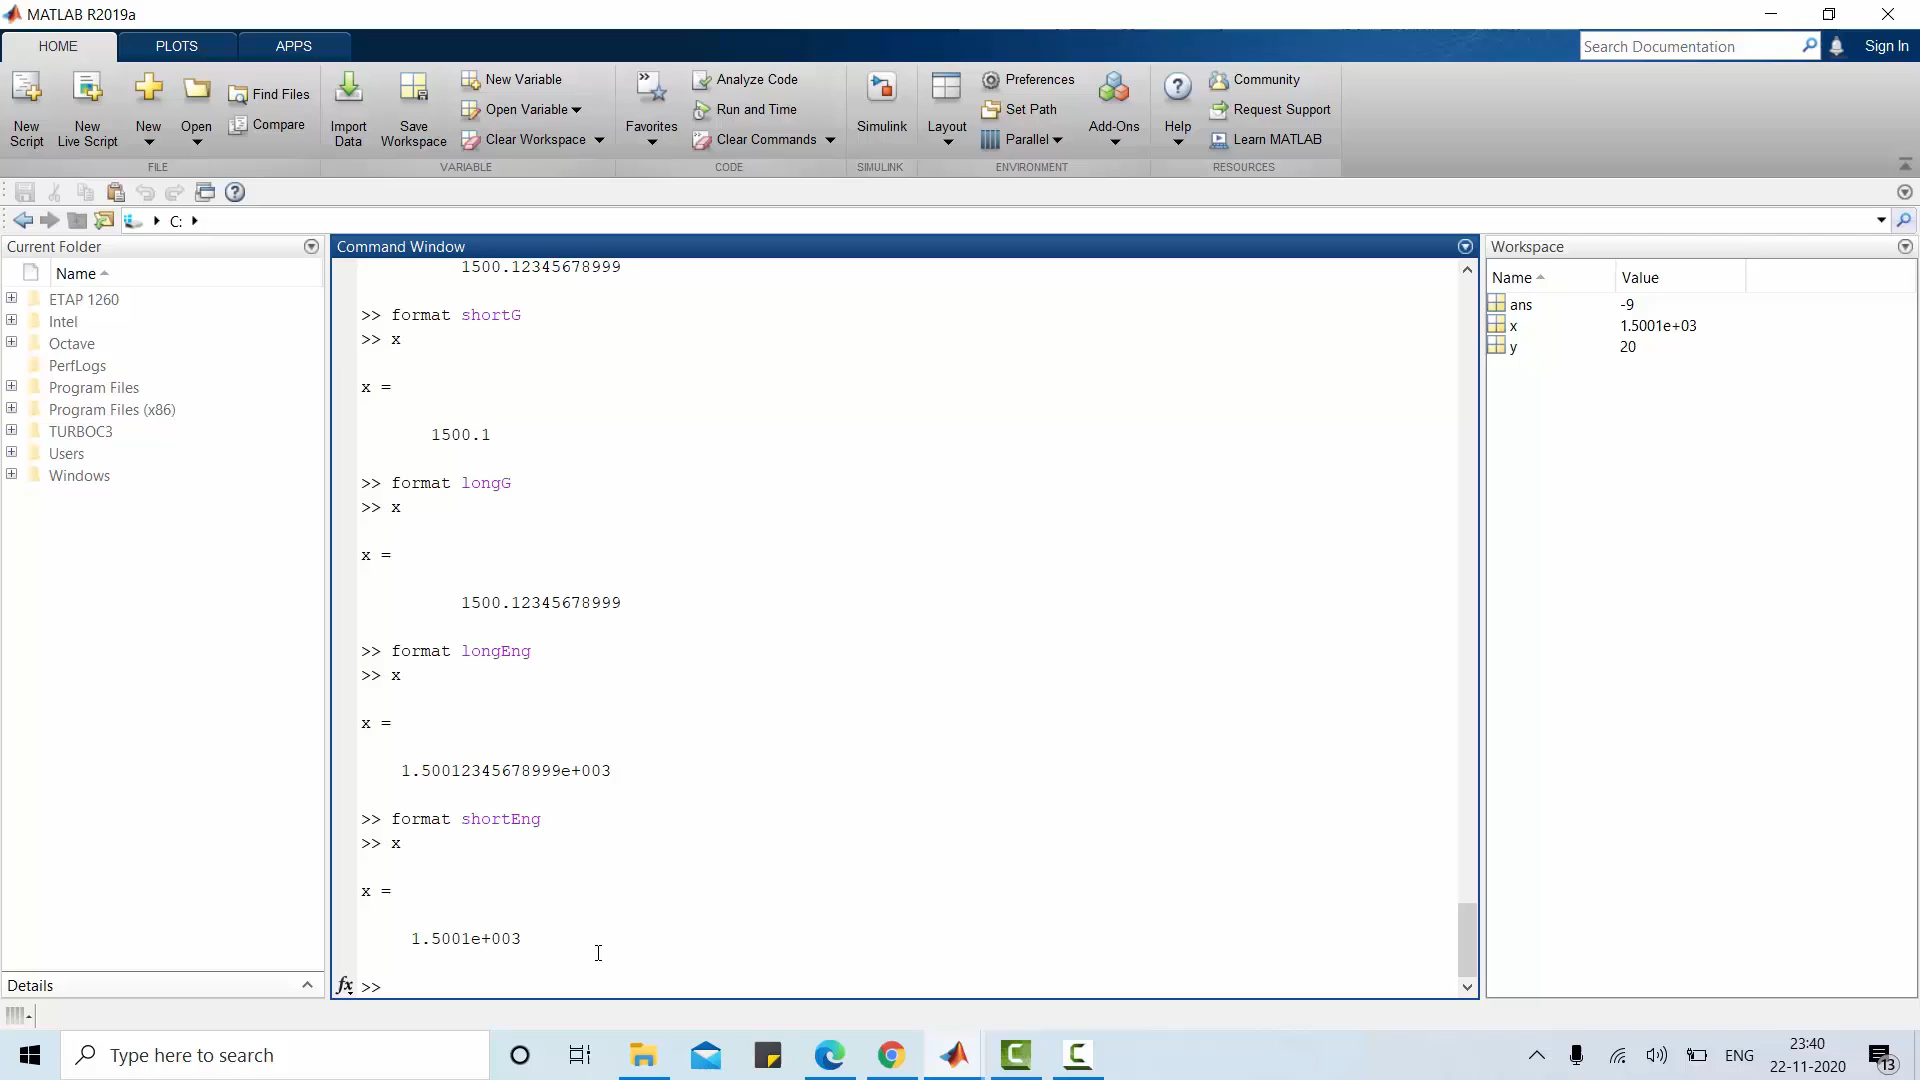 MATLAB R2019a
HOME
PLOTS
APPS
Search Documentation
Sign In
New Script
New Live Script
New
Open
Find Files
Compare
FILE
Import Data
Save Workspace
New Variable
Open Variable
Clear Workspace
VARIABLE
Favorites
Analyze Code
Run and Time
Clear Commands
CODE
Simulink
SIMULINK
Layout
Preferences
Set Path
Parallel
Add-Ons
ENVIRONMENT
Help
Community
Request Support
Learn MATLAB
RESOURCES
C:
Current Folder
Name
ETAP 1260
Intel
Octave
PerfLogs
Program Files
Program Files (x86)
TURBOC3
Users
Windows
Details
Command Window
1500.12345678999
>> format shortG
>> x
x =
1500.1
>> format longG
>> x
x =
1500.12345678999
>> format longEng
>> x
x =
1.50012345678999e+003
>> format shortEng
>> x
x =
1.5001e+003
fx >>
Workspace
Name Value
ans -9
x 1.5001e+03
y 20
Type here to search
ENG
23:40
22-11-2020
13